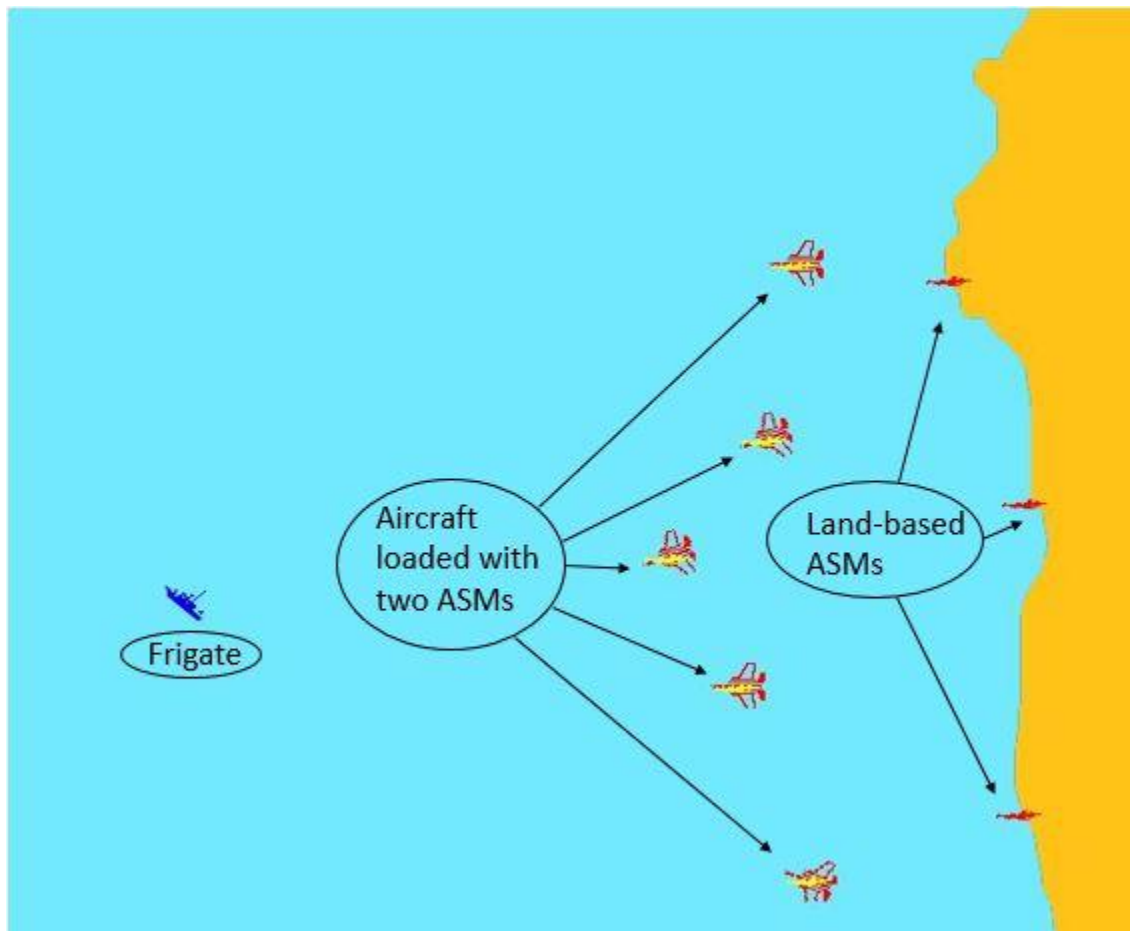 Aircraft
loaded with
two ASMs
Land-based
ASMs
Frigate